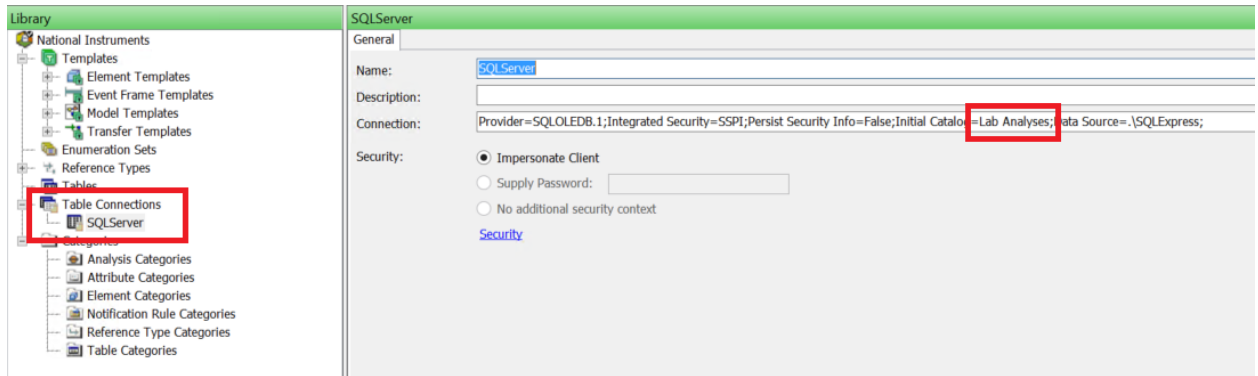 Library
National Instruments
Templates
Element Templates
Event Frame Templates
Model Templates
Transfer Templates
Enumeration Sets
Reference Types
Tables
Table Connections
SQLServer
Categories
Analysis Categories
Attribute Categories
Element Categories
Notification Rule Categories
Reference Type Categories
Table Categories
SQLServer
General
Name: SQLServer
Description:
Connection: Provider=SQLOLEDB.1;Integrated Security=SSPI;Persist Security Info=False;Initial Catalog=Lab Analyses;Data Source=.\SQLExpress;
Security: Impersonate Client
Supply Password:
No additional security context
Security